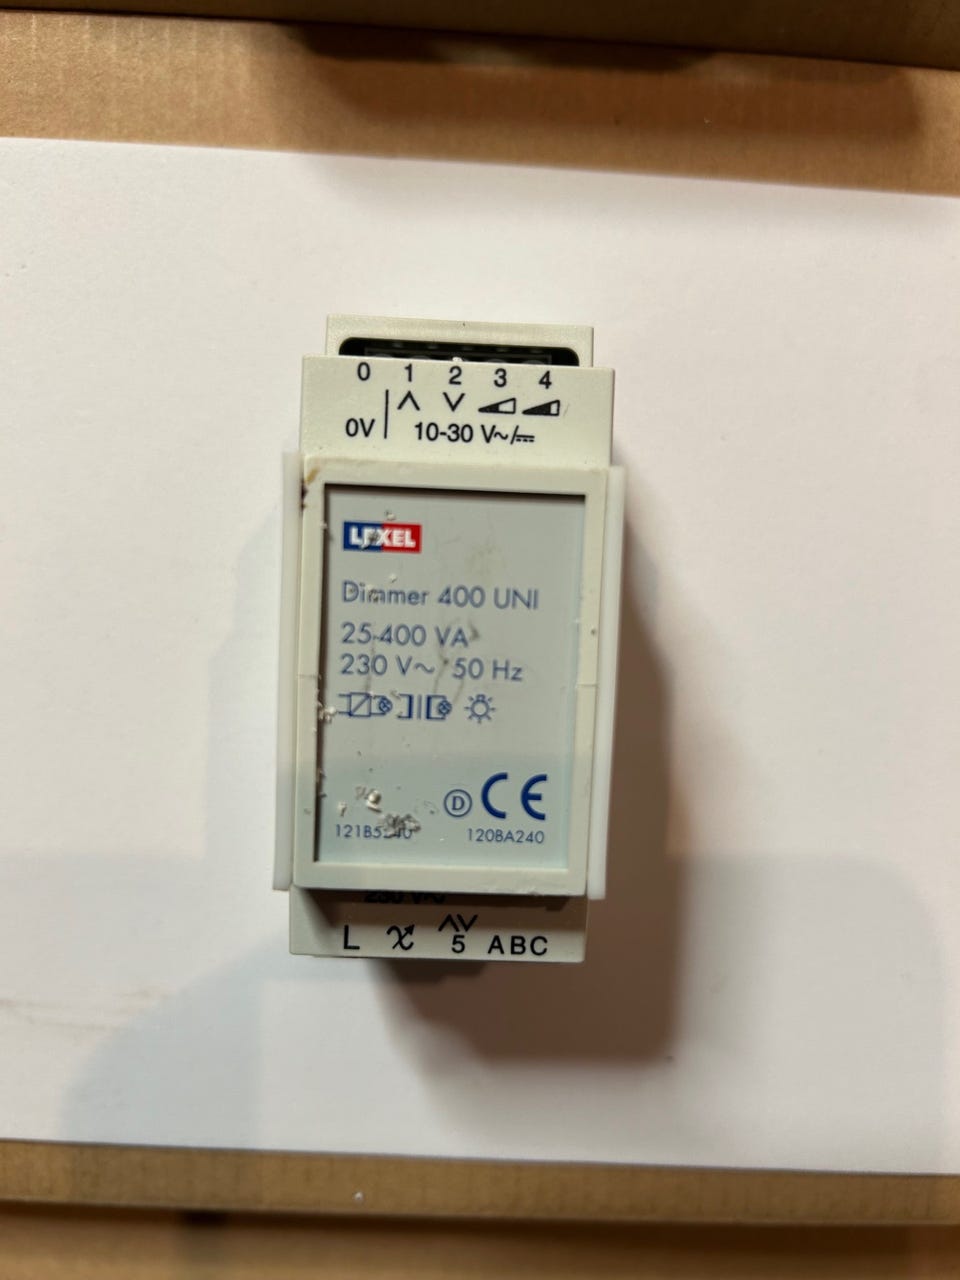 0 1 2 3 4
0V 10-30 V~/⎓
LEXEL
Dimmer 400 UNI
25-400 VA
230 V~ 50 Hz
D CE
120BA240
230 V~
L 5 ABC